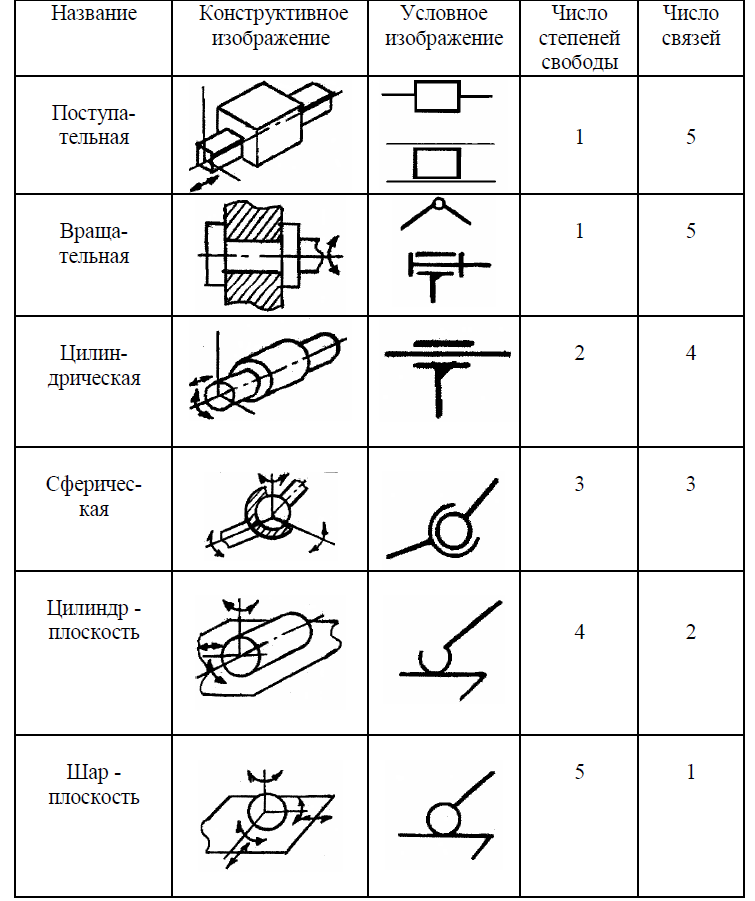 Название
Конструктивное
изображение
Условное
изображение
Число
степеней
свободы
Число
связей
Поступа-
тельная
1
5
Враща-
тельная
1
5
Цилин-
дрическая
2
4
Сферичес-
кая
3
3
Цилиндр -
плоскость
4
2
Шар -
плоскость
5
1